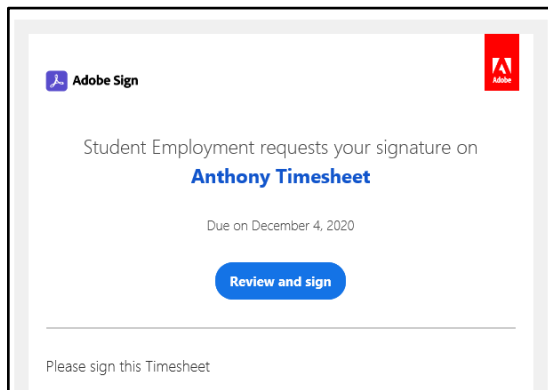 Adobe Sign
Adobe
Student Employment requests your signature on
Anthony Timesheet
Due on December 4, 2020
Review and sign
Please sign this Timesheet